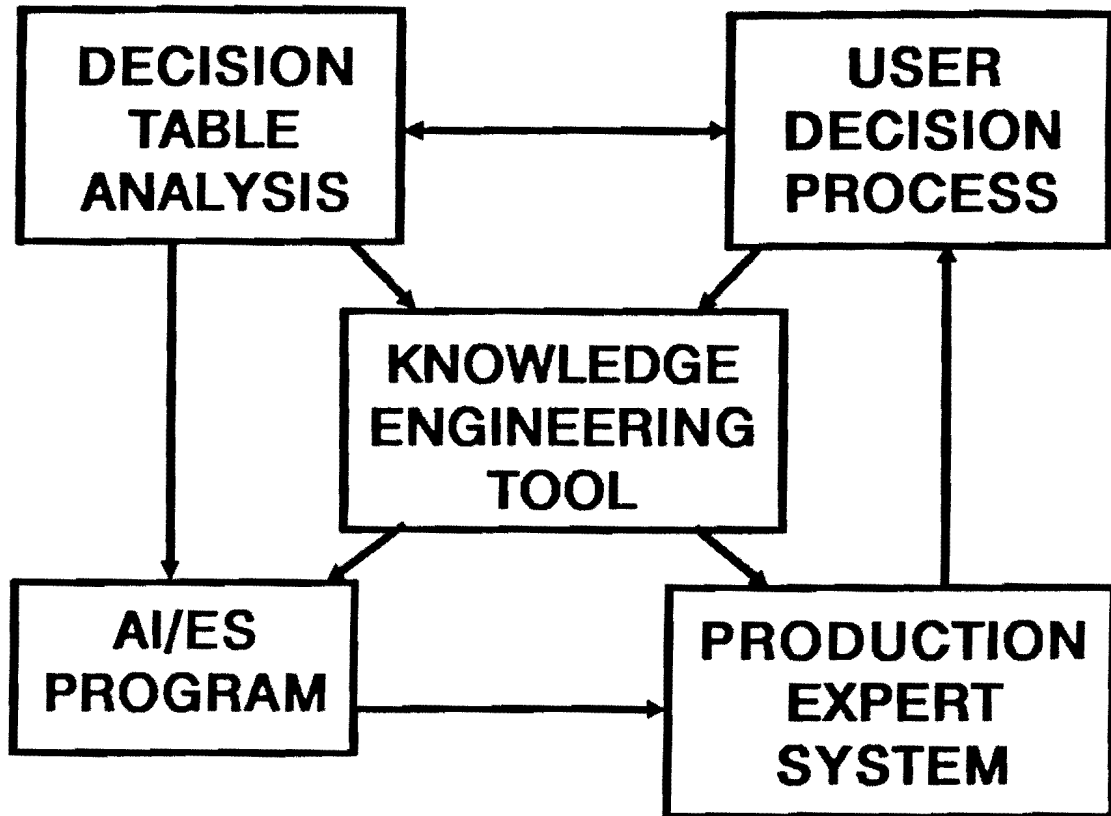 DECISION
TABLE
ANALYSIS
USER
DECISION
PROCESS
KNOWLEDGE
ENGINEERING
TOOL
AI/ES
PROGRAM
PRODUCTION
EXPERT
SYSTEM